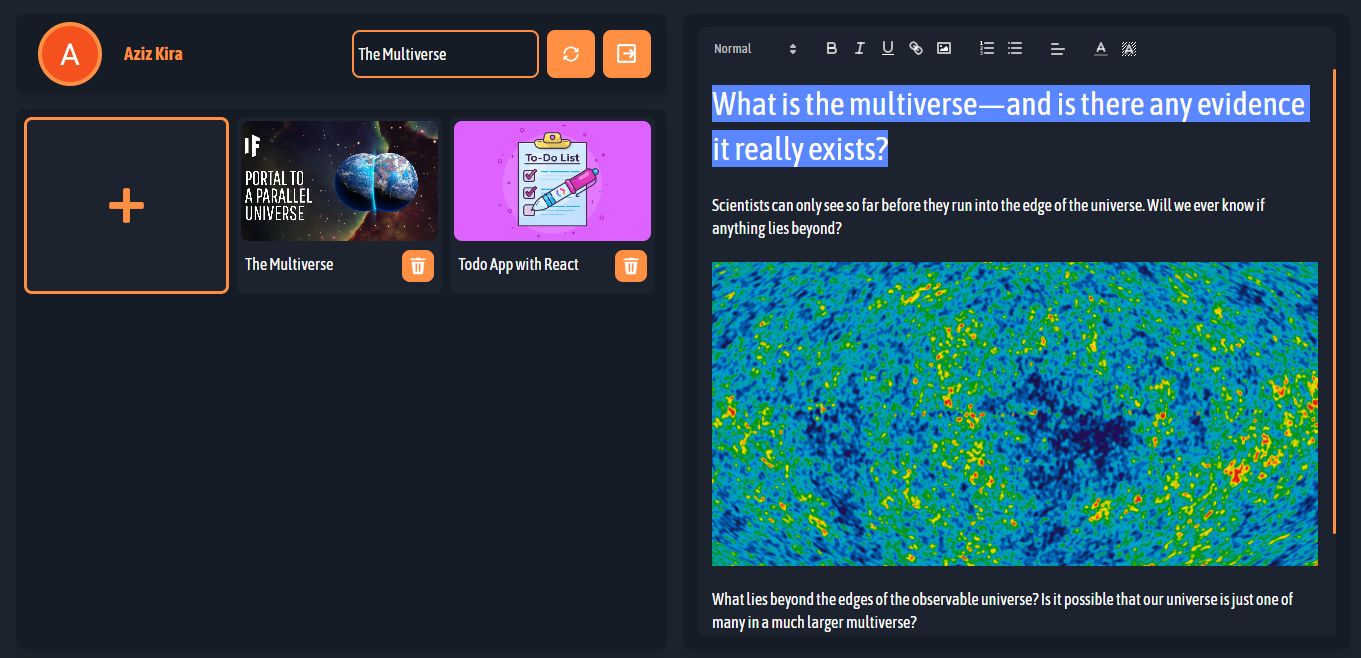 A
Aziz Kira
The Multiverse
IF
PORTAL TO
A PARALLEL
UNIVERSE
The Multiverse
To-Do List
Todo App with React
Normal
B I U
A A
What is the multiverse—and is there any evidence
it really exists?
Scientists can only see so far before they run into the edge of the universe. Will we ever know if
anything lies beyond?
What lies beyond the edges of the observable universe? Is it possible that our universe is just one of
many in a much larger multiverse?